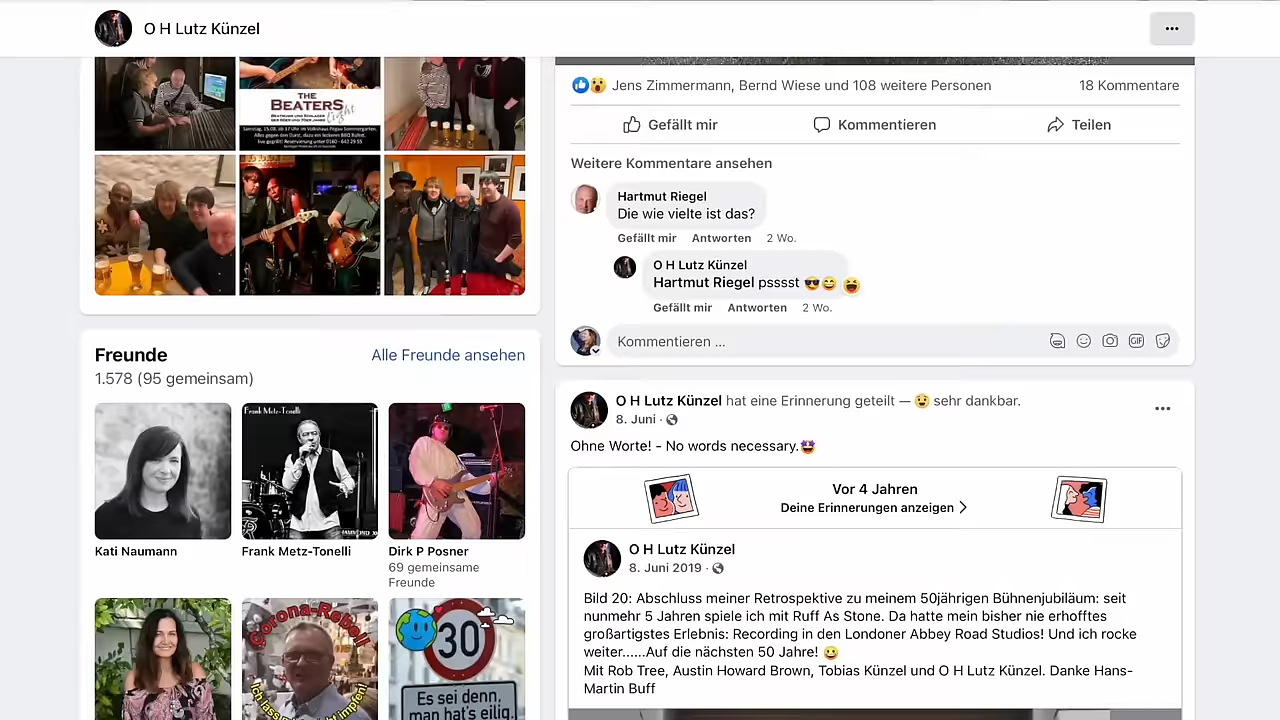 O H Lutz Künzel
THE
BEATERS
light
Freunde
Alle Freunde ansehen
1.578 (95 gemeinsam)
Frank Metz-Tonelli
Kati Naumann
Frank Metz-Tonelli
Dirk P Posner
69 gemeinsame
Freunde
Corona-Rebell
30
Es sei denn,
man hat's eilig.
Jens Zimmermann, Bernd Wiese und 108 weitere Personen
18 Kommentare
Gefällt mir
Kommentieren
Teilen
Weitere Kommentare ansehen
Hartmut Riegel
Die wie vielte ist das?
Gefällt mir Antworten 2 Wo.
O H Lutz Künzel
Hartmut Riegel psssst 😎😄 😆
Gefällt mir Antworten 2 Wo.
Kommentieren ...
GIF
O H Lutz Künzel hat eine Erinnerung geteilt — 😉 sehr dankbar.
8. Juni ·
Ohne Worte! - No words necessary.🤩
Vor 4 Jahren
Deine Erinnerungen anzeigen
O H Lutz Künzel
8. Juni 2019 ·
Bild 20: Abschluss meiner Retrospektive zu meinem 50jährigen Bühnenjubiläum: seit
nunmehr 5 Jahren spiele ich mit Ruff As Stone. Da hatte mein bisher nie erhofftes
großartigstes Erlebnis: Recording in den Londoner Abbey Road Studios! Und ich rocke
weiter......Auf die nächsten 50 Jahre! 😀
Mit Rob Tree, Austin Howard Brown, Tobias Künzel und O H Lutz Künzel. Danke Hans-
Martin Buff